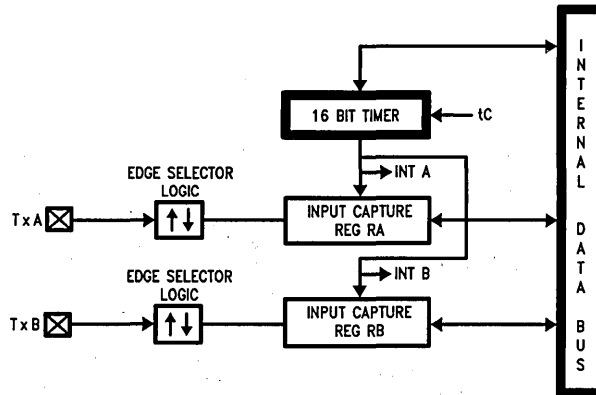 16 BIT TIMER
tC
INT A
EDGE SELECTOR
LOGIC
TxA
↑↓
INPUT CAPTURE
REG RA
INT B
EDGE SELECTOR
LOGIC
TxB
↑↓
INPUT CAPTURE
REG RB
INTERNAL DATA BUS